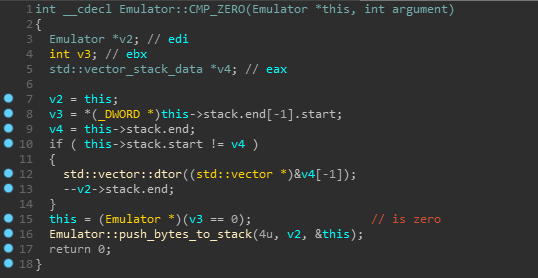 1 int __cdecl Emulator::CMP_ZERO(Emulator *this, int argument)
2 {
3 Emulator *v2; // edi
4 int v3; // ebx
5 std::vector_stack_data *v4; // eax
6
7 v2 = this;
8 v3 = *(_DWORD *)this->stack.end[-1].start;
9 v4 = this->stack.end;
10 if ( this->stack.start != v4 )
11 {
12 std::vector::dtor((std::vector *)&v4[-1]);
13 --v2->stack.end;
14 }
15 this = (Emulator *)(v3 == 0); // is zero
16 Emulator::push_bytes_to_stack(4u, v2, &this);
17 return 0;
18 }